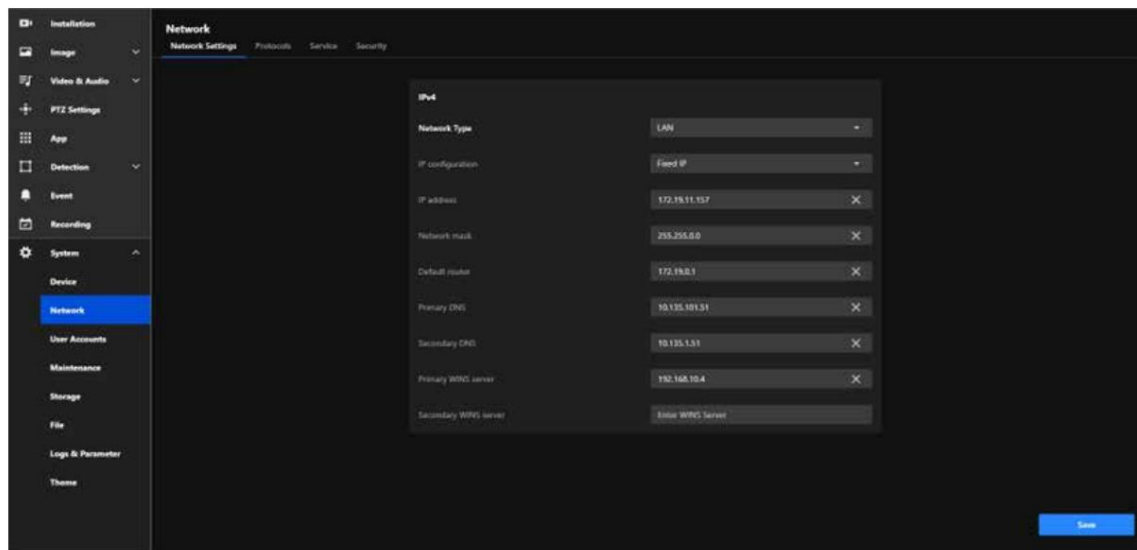 Installation
Image
Video & Audio
PTZ Settings
App
Detection
Event
Recording
System
Device
Network
User Accounts
Maintenance
Storage
File
Logs & Parameter
Theme
Network
Network Settings Protocols Service Security
IPv4
Network Type LAN
IP configuration Fixed IP
IP address 172.19.11.157
Network mask 255.255.0.0
Default router 172.19.0.1
Primary DNS 10.135.101.51
Secondary DNS 10.135.1.51
Primary WINS server 192.168.10.4
Secondary WINS server Enter WINS Server
Save